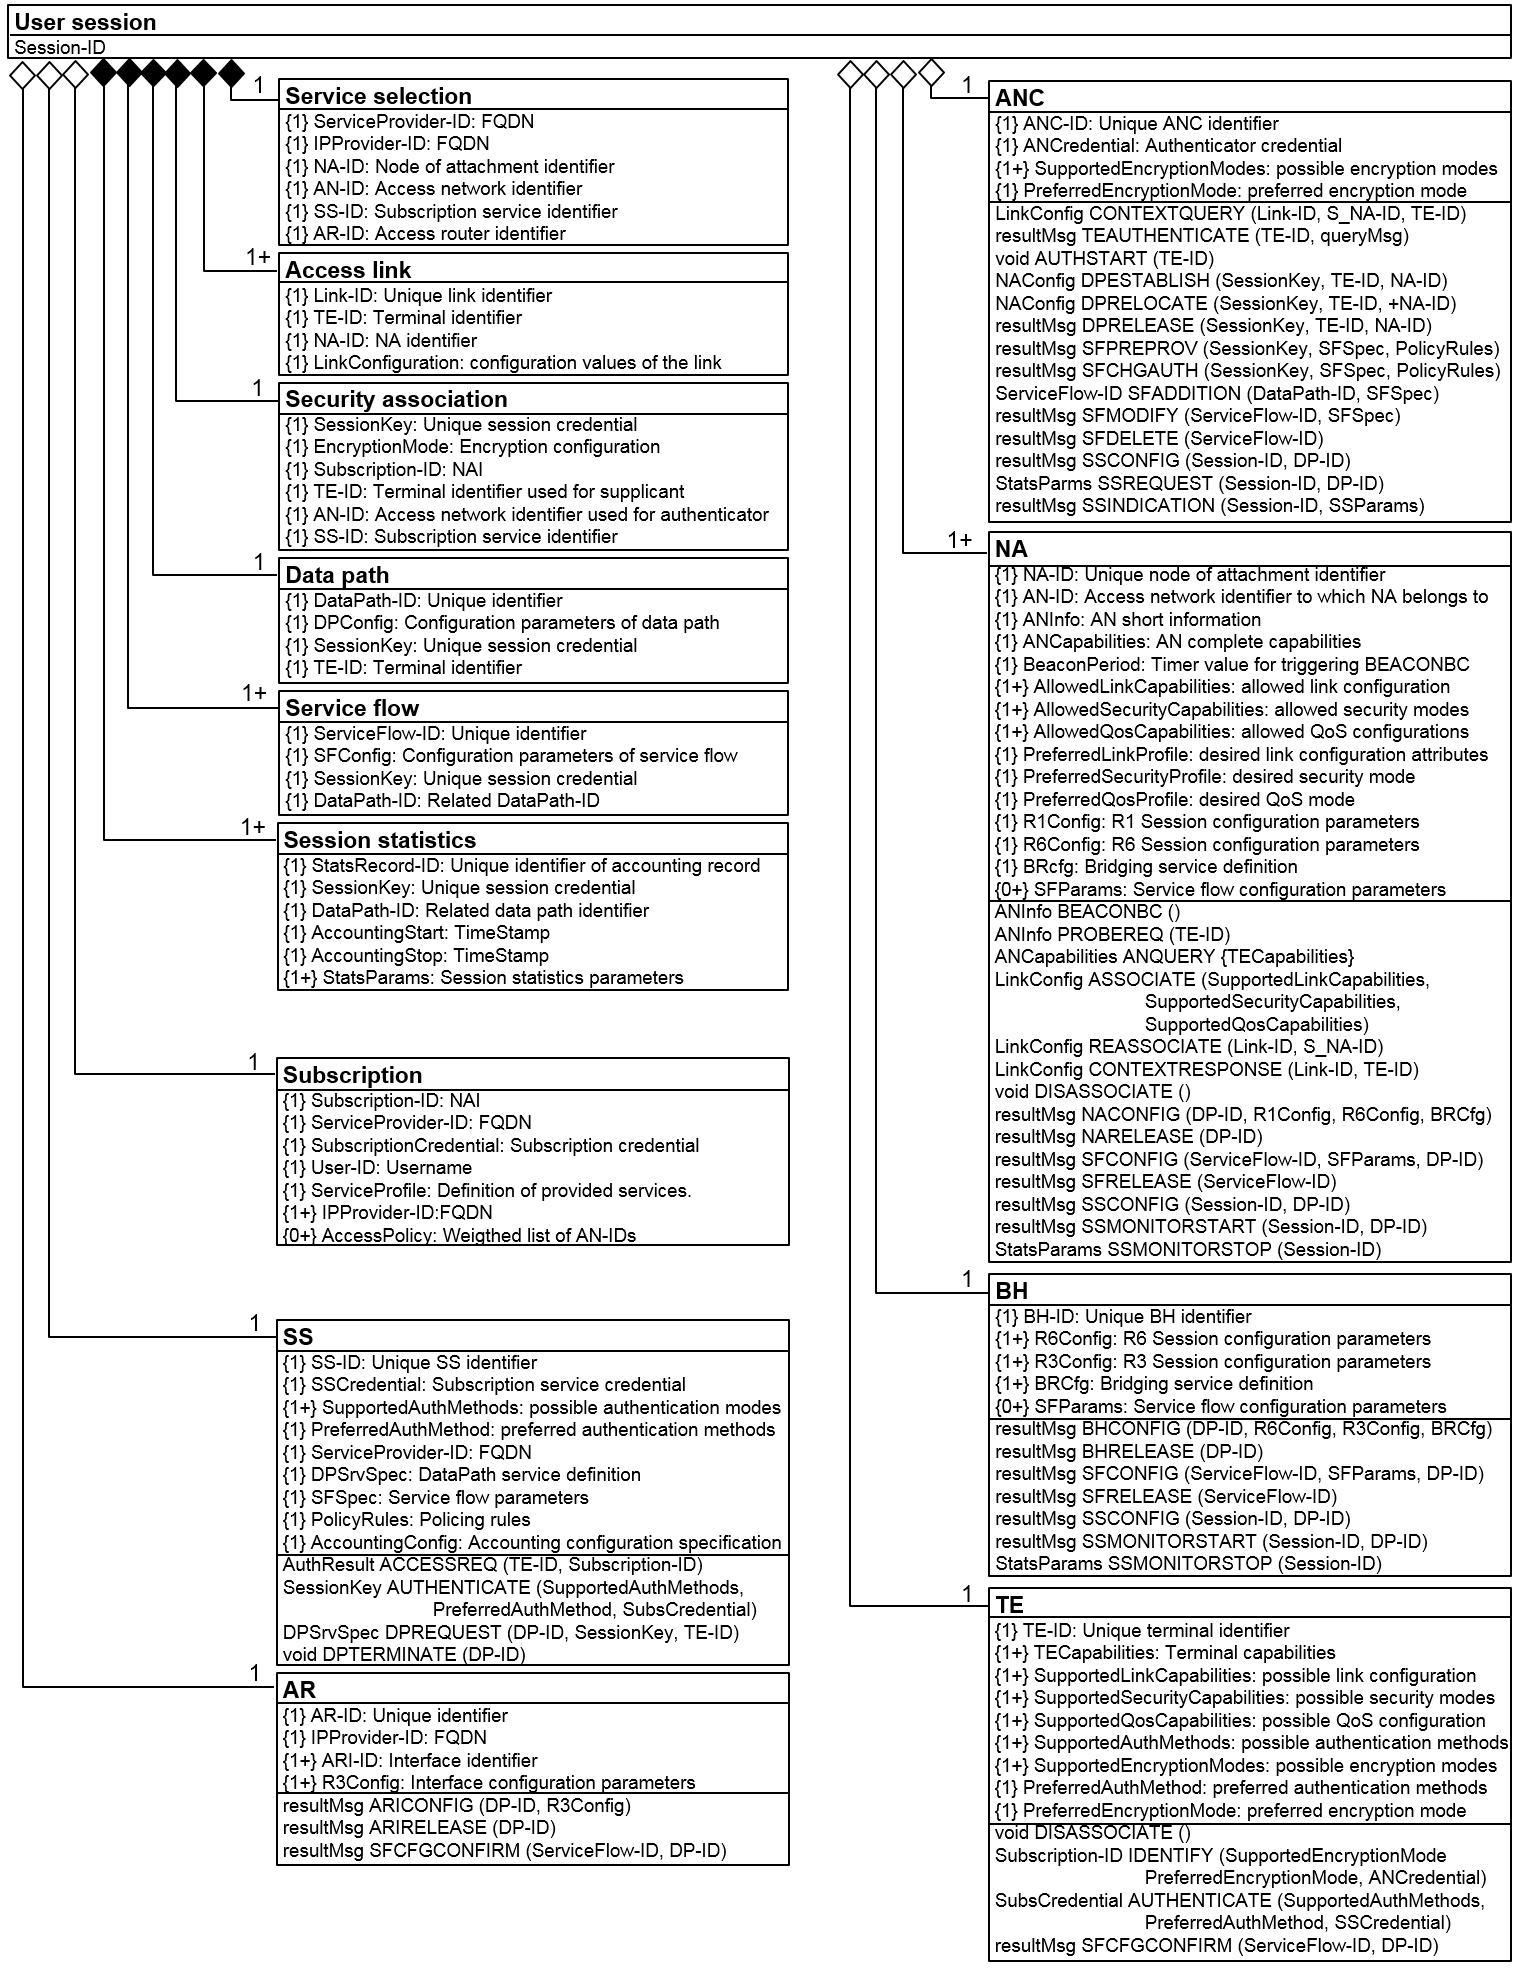 User session
Session-ID
1
Service selection
{1} ServiceProvider-ID: FQDN
{1} IPProvider-ID: FQDN
{1} NA-ID: Node of attachment identifier
{1} AN-ID: Access network identifier
{1} SS-ID: Subscription service identifier
{1} AR-ID: Access router identifier
1+
Access link
{1} Link-ID: Unique link identifier
{1} TE-ID: Terminal identifier
{1} NA-ID: NA identifier
{1} LinkConfiguration: configuration values of the link
1
Security association
{1} SessionKey: Unique session credential
{1} EncryptionMode: Encryption configuration
{1} Subscription-ID: NAI
{1} TE-ID: Terminal identifier used for supplicant
{1} AN-ID: Access network identifier used for authenticator
{1} SS-ID: Subscription service identifier
1
Data path
{1} DataPath-ID: Unique identifier
{1} DPConfig: Configuration parameters of data path
{1} SessionKey: Unique session credential
{1} TE-ID: Terminal identifier
1+
Service flow
{1} ServiceFlow-ID: Unique identifier
{1} SFConfig: Configuration parameters of service flow
{1} SessionKey: Unique session credential
{1} DataPath-ID: Related DataPath-ID
1+
Session statistics
{1} StatsRecord-ID: Unique identifier of accounting record
{1} SessionKey: Unique session credential
{1} DataPath-ID: Related data path identifier
{1} AccountingStart: TimeStamp
{1} AccountingStop: TimeStamp
{1+} StatsParams: Session statistics parameters
1
Subscription
{1} Subscription-ID: NAI
{1} ServiceProvider-ID: FQDN
{1} SubscriptionCredential: Subscription credential
{1} User-ID: Username
{1} ServiceProfile: Definition of provided services.
{1+} IPProvider-ID:FQDN
{0+} AccessPolicy: Weigthed list of AN-IDs
1
SS
{1} SS-ID: Unique SS identifier
{1} SSCredential: Subscription service credential
{1+} SupportedAuthMethods: possible authentication modes
{1} PreferredAuthMethod: preferred authentication methods
{1} ServiceProvider-ID: FQDN
{1} DPSrvSpec: DataPath service definition
{1} SFSpec: Service flow parameters
{1} PolicyRules: Policing rules
{1} AccountingConfig: Accounting configuration specification
AuthResult ACCESSREQ (TE-ID, Subscription-ID)
SessionKey AUTHENTICATE (SupportedAuthMethods,
PreferredAuthMethod, SubsCredential)
DPSrvSpec DPREQUEST (DP-ID, SessionKey, TE-ID)
void DPTERMINATE (DP-ID)
1
AR
{1} AR-ID: Unique identifier
{1} IPProvider-ID: FQDN
{1+} ARI-ID: Interface identifier
{1+} R3Config: Interface configuration parameters
resultMsg ARICONFIG (DP-ID, R3Config)
resultMsg ARIRELEASE (DP-ID)
resultMsg SFCFGCONFIRM (ServiceFlow-ID, DP-ID)
1
ANC
{1} ANC-ID: Unique ANC identifier
{1} ANCredential: Authenticator credential
{1+} SupportedEncryptionModes: possible encryption modes
{1} PreferredEncryptionMode: preferred encryption mode
LinkConfig CONTEXTQUERY (Link-ID, S_NA-ID, TE-ID)
resultMsg TEAUTHENTICATE (TE-ID, queryMsg)
void AUTHSTART (TE-ID)
NAConfig DPESTABLISH (SessionKey, TE-ID, NA-ID)
NAConfig DPRELOCATE (SessionKey, TE-ID, +NA-ID)
resultMsg DPRELEASE (SessionKey, TE-ID, NA-ID)
resultMsg SFPREPROV (SessionKey, SFSpec, PolicyRules)
resultMsg SFCHGAUTH (SessionKey, SFSpec, PolicyRules)
ServiceFlow-ID SFADDITION (DataPath-ID, SFSpec)
resultMsg SFMODIFY (ServiceFlow-ID, SFSpec)
resultMsg SFDELETE (ServiceFlow-ID)
resultMsg SSCONFIG (Session-ID, DP-ID)
StatsParms SSREQUEST (Session-ID, DP-ID)
resultMsg SSINDICATION (Session-ID, SSParams)
1+
NA
{1} NA-ID: Unique node of attachment identifier
{1} AN-ID: Access network identifier to which NA belongs to
{1} ANInfo: AN short information
{1} ANCapabilities: AN complete capabilities
{1} BeaconPeriod: Timer value for triggering BEACONBC
{1+} AllowedLinkCapabilities: allowed link configuration
{1+} AllowedSecurityCapabilities: allowed security modes
{1+} AllowedQosCapabilities: allowed QoS configurations
{1} PreferredLinkProfile: desired link configuration attributes
{1} PreferredSecurityProfile: desired security mode
{1} PreferredQosProfile: desired QoS mode
{1} R1Config: R1 Session configuration parameters
{1} R6Config: R6 Session configuration parameters
{1} BRcfg: Bridging service definition
{0+} SFParams: Service flow configuration parameters
ANInfo BEACONBC ()
ANInfo PROBEREQ (TE-ID)
ANCapabilities ANQUERY {TECapabilities}
LinkConfig ASSOCIATE (SupportedLinkCapabilities,
SupportedSecurityCapabilities,
SupportedQosCapabilities)
LinkConfig REASSOCIATE (Link-ID, S_NA-ID)
LinkConfig CONTEXTRESPONSE (Link-ID, TE-ID)
void DISASSOCIATE ()
resultMsg NACONFIG (DP-ID, R1Config, R6Config, BRCfg)
resultMsg NARELEASE (DP-ID)
resultMsg SFCONFIG (ServiceFlow-ID, SFParams, DP-ID)
resultMsg SFRELEASE (ServiceFlow-ID)
resultMsg SSCONFIG (Session-ID, DP-ID)
resultMsg SSMONITORSTART (Session-ID, DP-ID)
StatsParams SSMONITORSTOP (Session-ID)
1
BH
{1} BH-ID: Unique BH identifier
{1+} R6Config: R6 Session configuration parameters
{1+} R3Config: R3 Session configuration parameters
{1+} BRCfg: Bridging service definition
{0+} SFParams: Service flow configuration parameters
resultMsg BHCONFIG (DP-ID, R6Config, R3Config, BRCfg)
resultMsg BHRELEASE (DP-ID)
resultMsg SFCONFIG (ServiceFlow-ID, SFParams, DP-ID)
resultMsg SFRELEASE (ServiceFlow-ID)
resultMsg SSCONFIG (Session-ID, DP-ID)
resultMsg SSMONITORSTART (Session-ID, DP-ID)
StatsParams SSMONITORSTOP (Session-ID)
1
TE
{1} TE-ID: Unique terminal identifier
{1+} TECapabilities: Terminal capabilities
{1+} SupportedLinkCapabilities: possible link configuration
{1+} SupportedSecurityCapabilities: possible security modes
{1+} SupportedQosCapabilities: possible QoS configuration
{1+} SupportedAuthMethods: possible authentication methods
{1+} SupportedEncryptionModes: possible encryption modes
{1} PreferredAuthMethod: preferred authentication methods
{1} PreferredEncryptionMode: preferred encryption mode
void DISASSOCIATE ()
Subscription-ID IDENTIFY (SupportedEncryptionMode
PreferredEncryptionMode, ANCredential)
SubsCredential AUTHENTICATE (SupportedAuthMethods,
PreferredAuthMethod, SSCredential)
resultMsg SFCFGCONFIRM (ServiceFlow-ID, DP-ID)